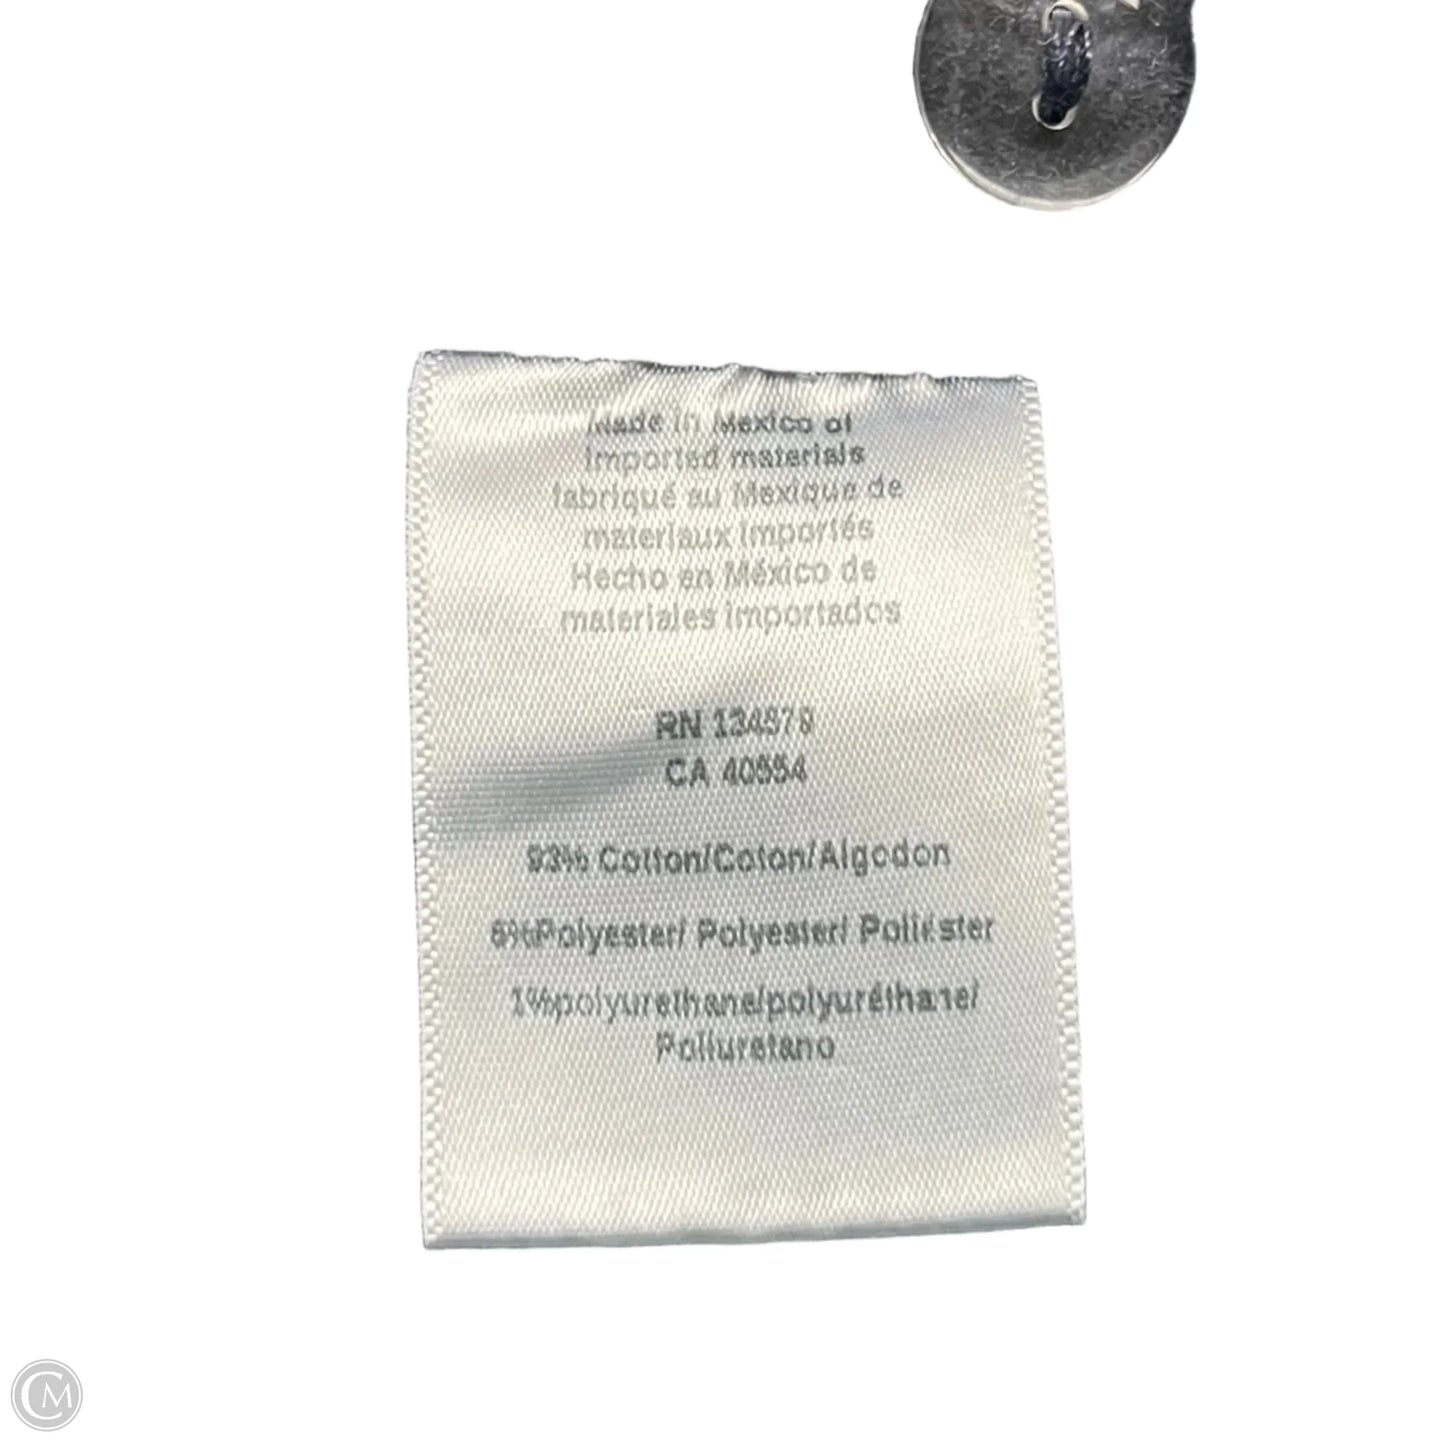 Made in Mexico of
imported materials
fabriqué au Mexique de
materiaux importés
Hecho en México de
materiales importados
RN 134579
CA 40554
93% Cotton/Coton/Algodon
6%Polyester/ Polyester/ Poliéster
1%polyurethane/polyuréthane/
Poliuretano
CM